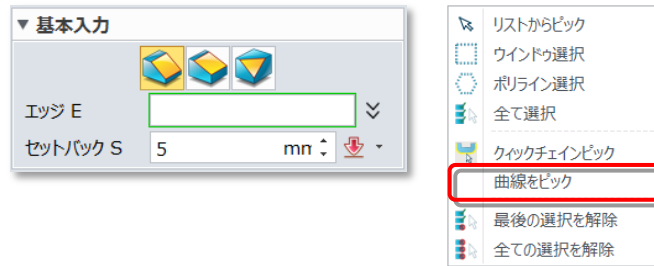 基本入力
エッジ E
セットバック S
5
mm
リストからピック
ウインドゥ選択
ポリライン選択
全て選択
クィックチェインピック
曲線をピック
最後の選択を解除
全ての選択を解除